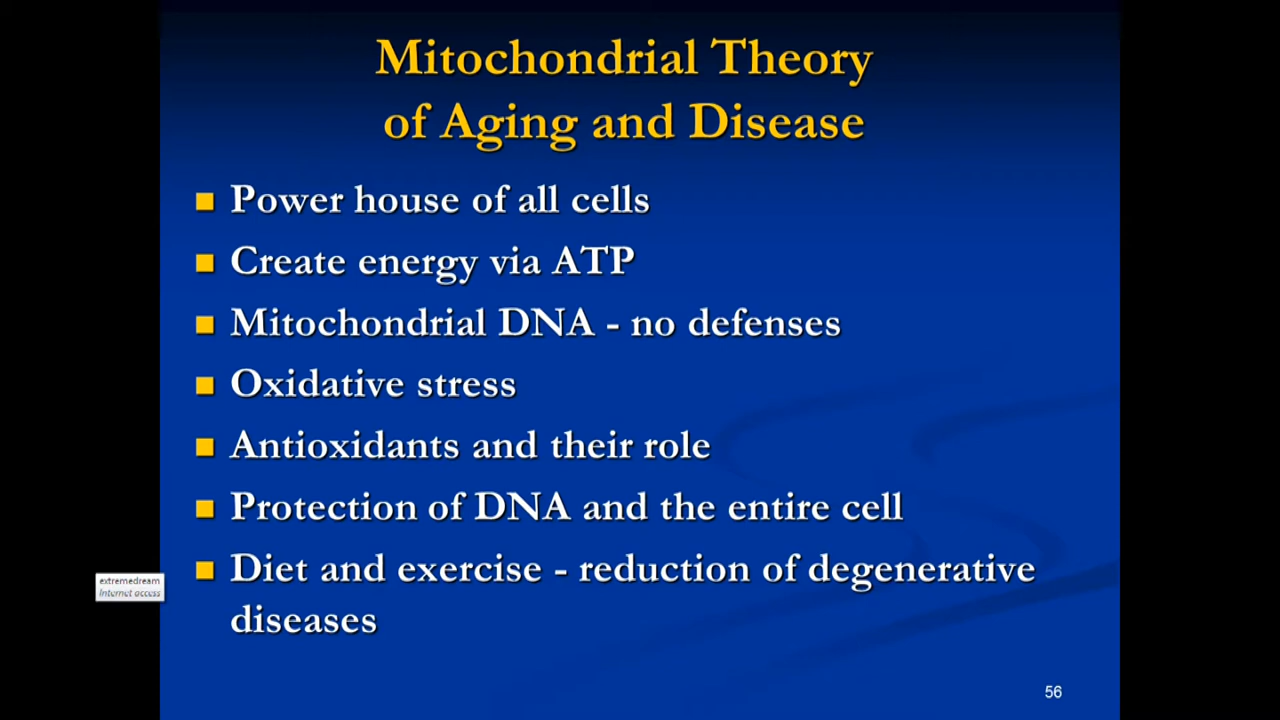 Mitochondrial Theory
of Aging and Disease
Power house of all cells
Create energy via ATP
Mitochondrial DNA - no defenses
Oxidative stress
Antioxidants and their role
Protection of DNA and the entire cell
Diet and exercise - reduction of degenerative
diseases
extremedream
Internet access
56